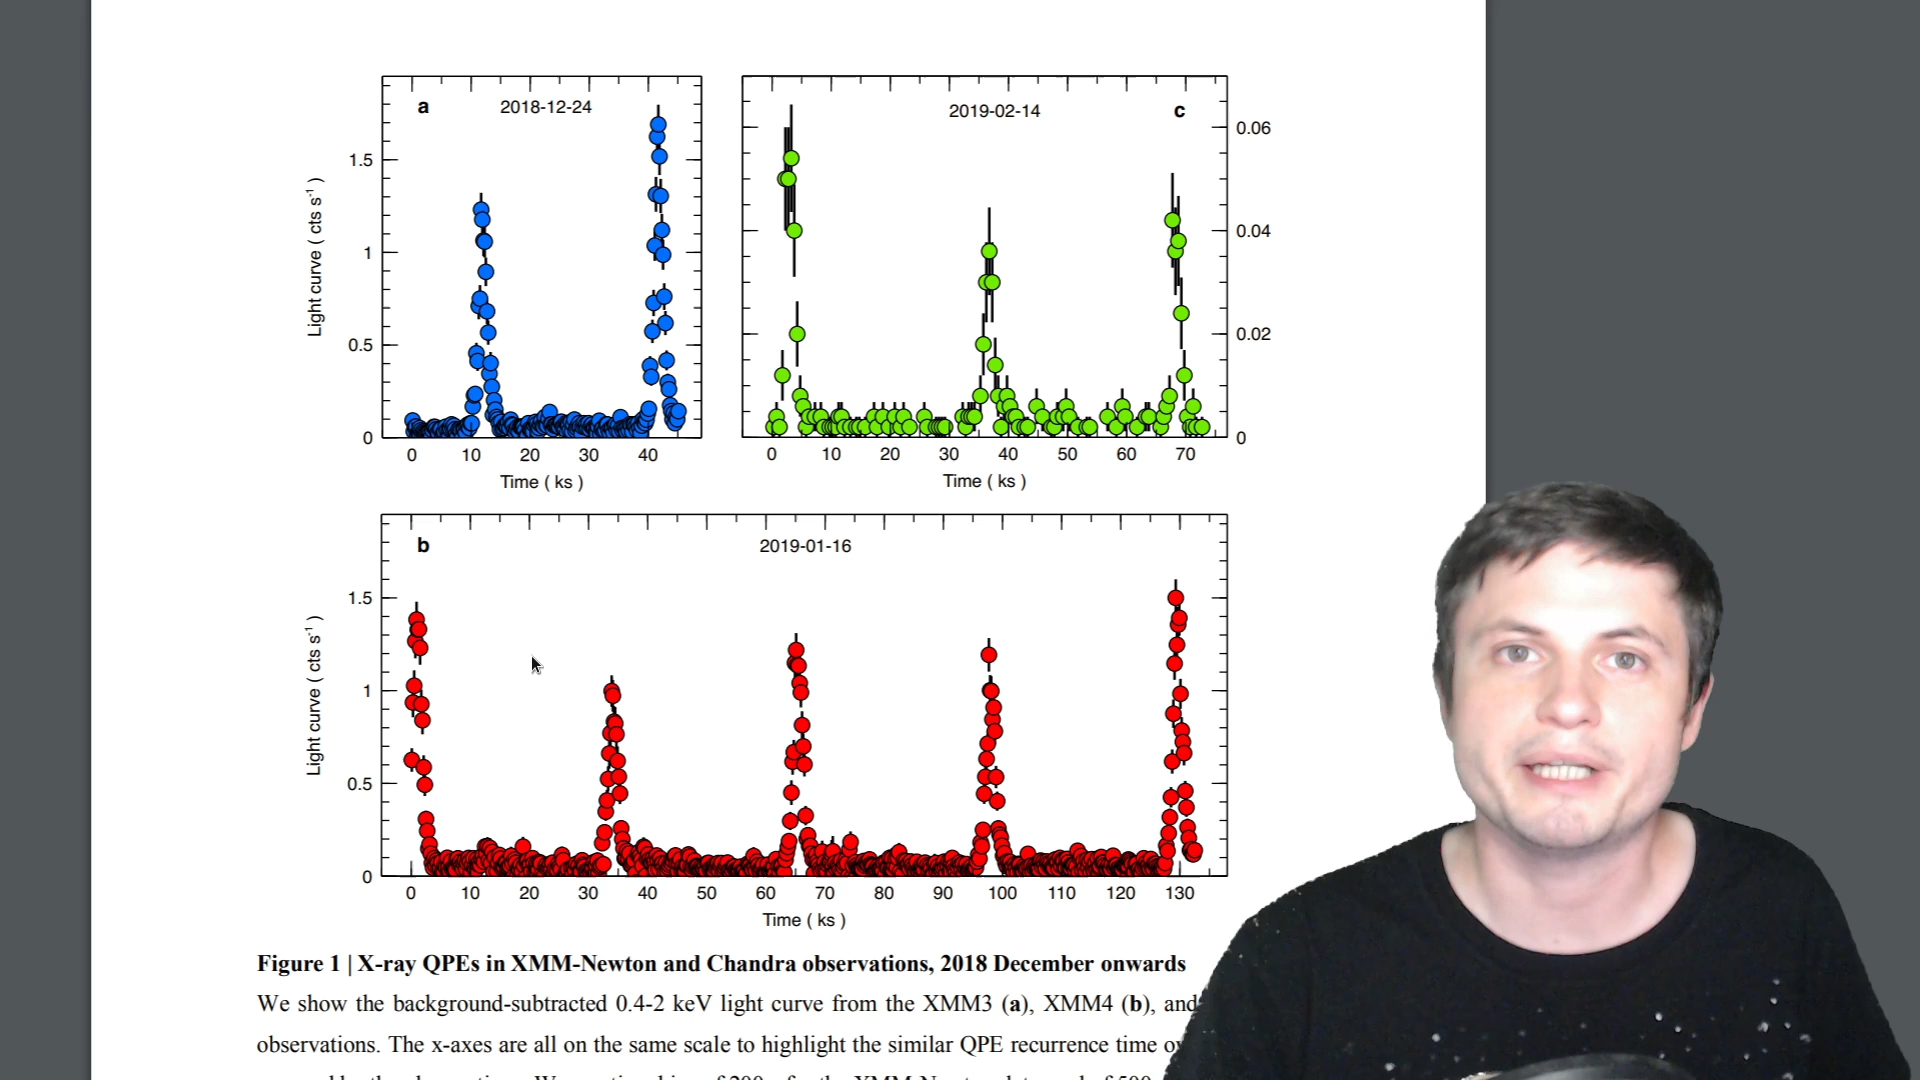 a
2018-12-24
1.5
1
0.5
0
Light curve ( cts s⁻¹ )
0 10 20 30 40
Time ( ks )
2019-02-14
c
0.06
0.04
0.02
0
0 10 20 30 40 50 60 70
Time ( ks )
b
2019-01-16
1.5
1
0.5
0
Light curve ( cts s⁻¹ )
0 10 20 30 40 50 60 70 80 90 100 110 120 130
Time ( ks )
Figure 1 | X-ray QPEs in XMM-Newton and Chandra observations, 2018 December onwards
We show the background-subtracted 0.4-2 keV light curve from the XMM3 (a), XMM4 (b), and
observations. The x-axes are all on the same scale to highlight the similar QPE recurrence time